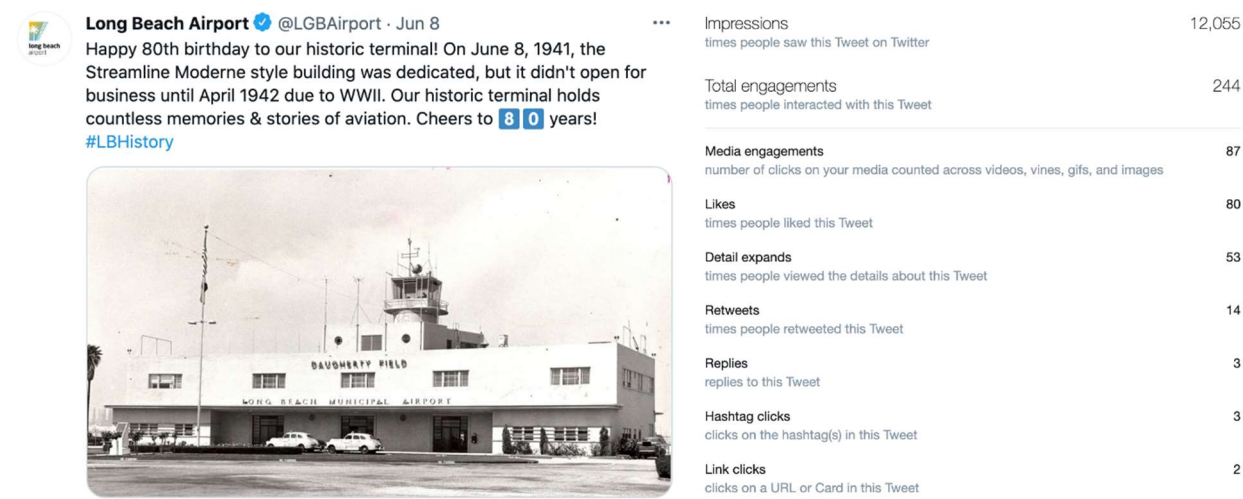 Long Beach Airport @LGBAirport · Jun 8
long beach
airport
Happy 80th birthday to our historic terminal! On June 8, 1941, the
Streamline Moderne style building was dedicated, but it didn't open for
business until April 1942 due to WWII. Our historic terminal holds
countless memories & stories of aviation. Cheers to 8️⃣0️⃣ years!
#LBHistory
DAUGHERTY FIELD
LONG BEACH MUNICIPAL AIRPORT
Impressions 12,055
times people saw this Tweet on Twitter
Total engagements 244
times people interacted with this Tweet
Media engagements 87
number of clicks on your media counted across videos, vines, gifs, and images
Likes 80
times people liked this Tweet
Detail expands 53
times people viewed the details about this Tweet
Retweets 14
times people retweeted this Tweet
Replies 3
replies to this Tweet
Hashtag clicks 3
clicks on the hashtag(s) in this Tweet
Link clicks 2
clicks on a URL or Card in this Tweet